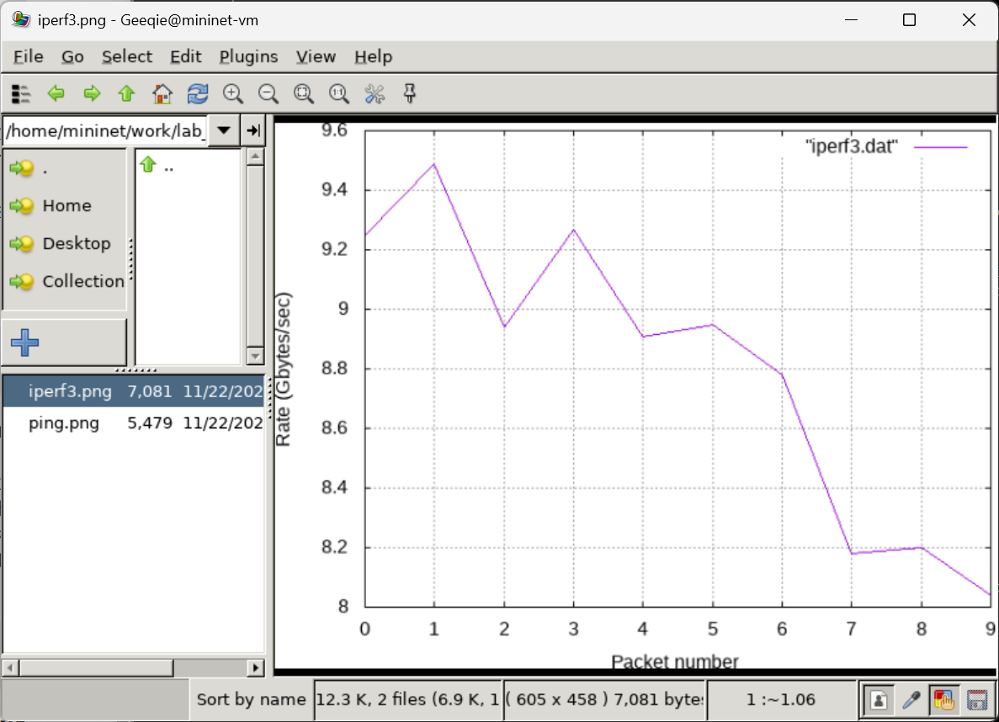 iperf3.png - Geeqie@mininet-vm
File Go Select Edit Plugins View Help
1:1
/home/mininet/work/lab_
.
Home
Desktop
Collection
..
iperf3.png 7,081 11/22/202
ping.png 5,479 11/22/202
"iperf3.dat"
9.6
9.4
9.2
9
8.8
8.6
8.4
8.2
8
Rate (Gbytes/sec)
0 1 2 3 4 5 6 7 8 9
Packet number
Sort by name 12.3 K, 2 files (6.9 K, 1 ( 605 x 458 ) 7,081 bytes 1 :~1.06